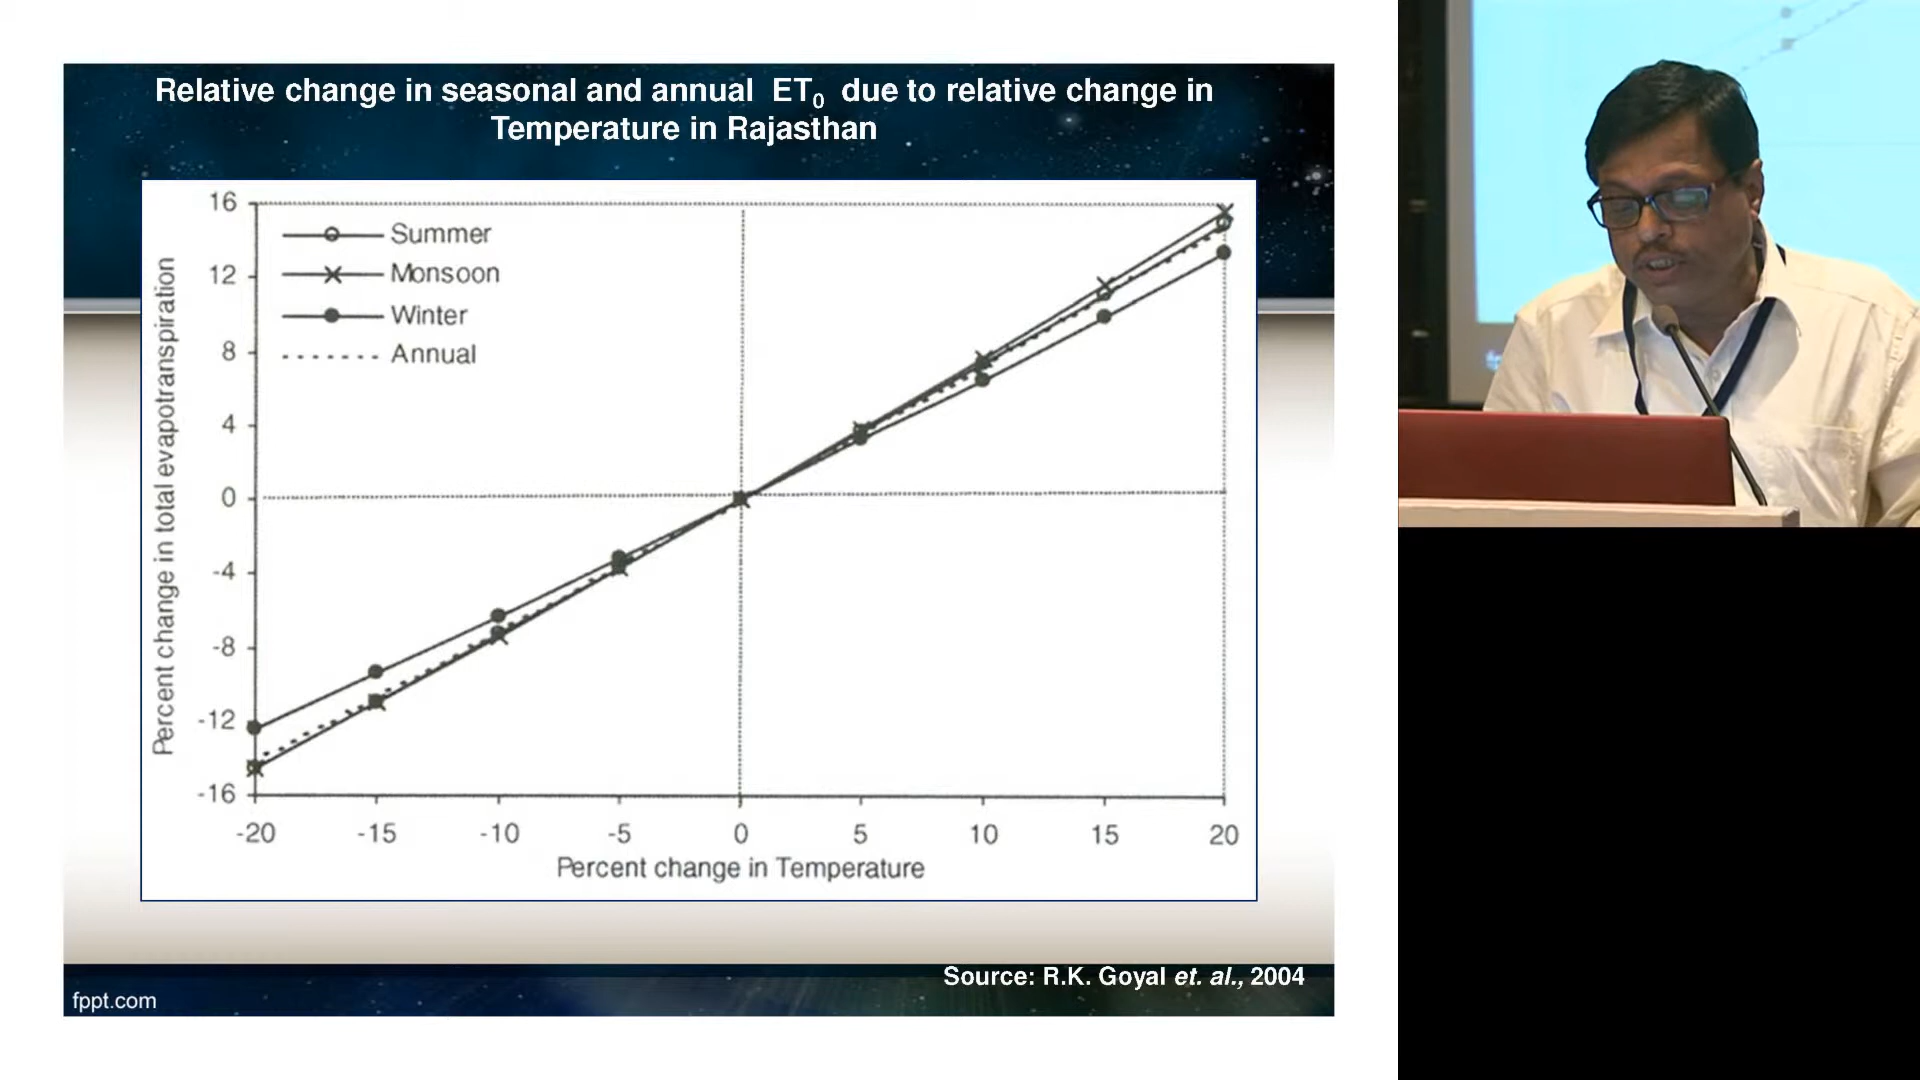 Relative change in seasonal and annual ET0 due to relative change in
Temperature in Rajasthan
16
12
8
4
0
-4
-8
-12
-16
Percent change in total evapotranspiration
Summer
Monsoon
Winter
Annual
-20 -15 -10 -5 0 5 10 15 20
Percent change in Temperature
Source: R.K. Goyal et. al., 2004
fppt.com